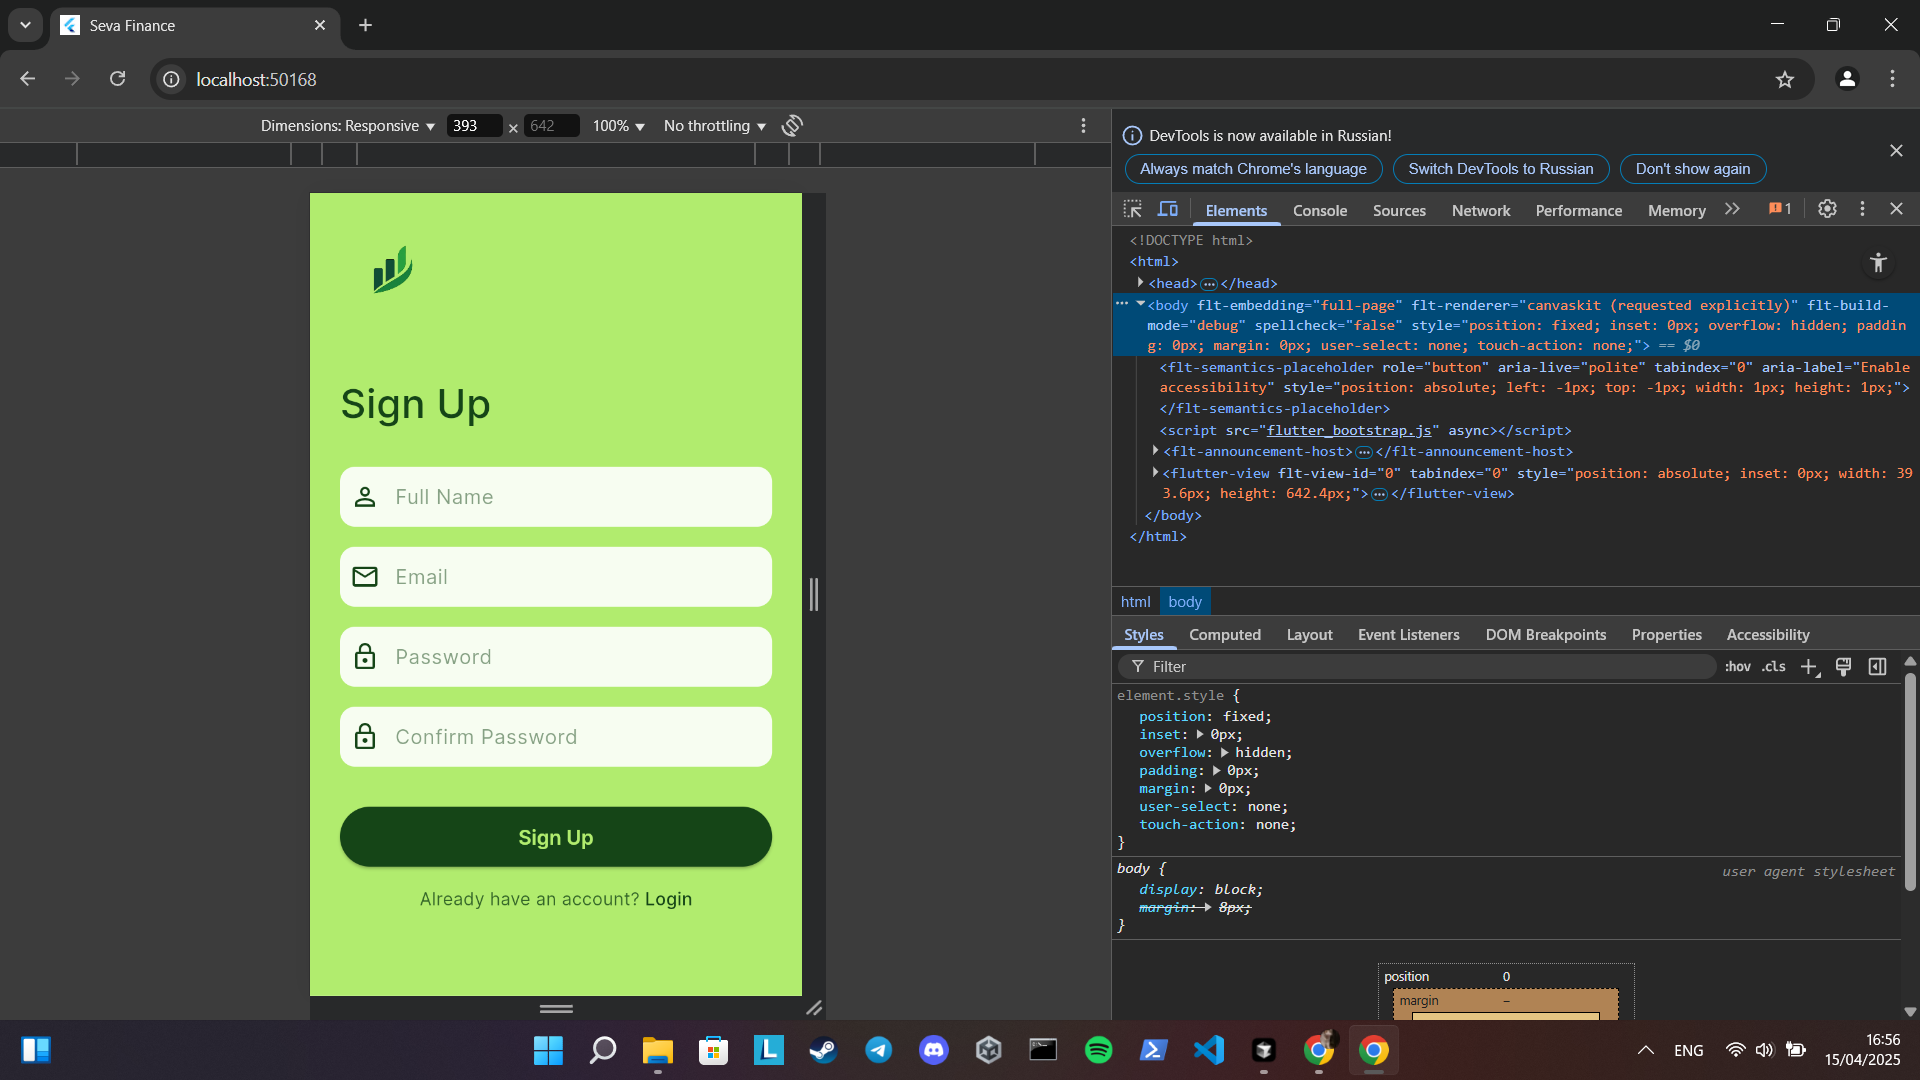 Seva Finance
localhost:50168
Dimensions: Responsive 393 × 642 100% No throttling
DevTools is now available in Russian!
Always match Chrome's language Switch DevTools to Russian Don't show again
Elements Console Sources Network Performance Memory 1
<!DOCTYPE html>
<html>
<head> ⋯ </head>
⋯ <body flt-embedding="full-page" flt-renderer="canvaskit (requested explicitly)" flt-build-
mode="debug" spellcheck="false" style="position: fixed; inset: 0px; overflow: hidden; paddin
g: 0px; margin: 0px; user-select: none; touch-action: none;"> == $0
<flt-semantics-placeholder role="button" aria-live="polite" tabindex="0" aria-label="Enable
accessibility" style="position: absolute; left: -1px; top: -1px; width: 1px; height: 1px;">
</flt-semantics-placeholder>
<script src="flutter_bootstrap.js" async></script>
<flt-announcement-host> ⋯ </flt-announcement-host>
<flutter-view flt-view-id="0" tabindex="0" style="position: absolute; inset: 0px; width: 39
3.6px; height: 642.4px;"> ⋯ </flutter-view>
</body>
</html>
html body
Styles Computed Layout Event Listeners DOM Breakpoints Properties Accessibility
Filter :hov .cls
element.style {
position: fixed;
inset: 0px;
overflow: hidden;
padding: 0px;
margin: 0px;
user-select: none;
touch-action: none;
}
body { user agent stylesheet
display: block;
margin: 8px;
}
position 0
margin –
Sign Up
Full Name
Email
Password
Confirm Password
Sign Up
Already have an account? Login
L
ENG
16:56
15/04/2025